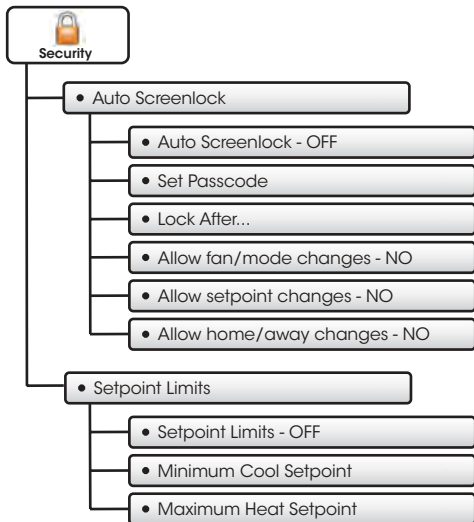 Security
• Auto Screenlock
• Auto Screenlock - OFF
• Set Passcode
• Lock After...
• Allow fan/mode changes - NO
• Allow setpoint changes - NO
• Allow home/away changes - NO
• Setpoint Limits
• Setpoint Limits - OFF
• Minimum Cool Setpoint
• Maximum Heat Setpoint